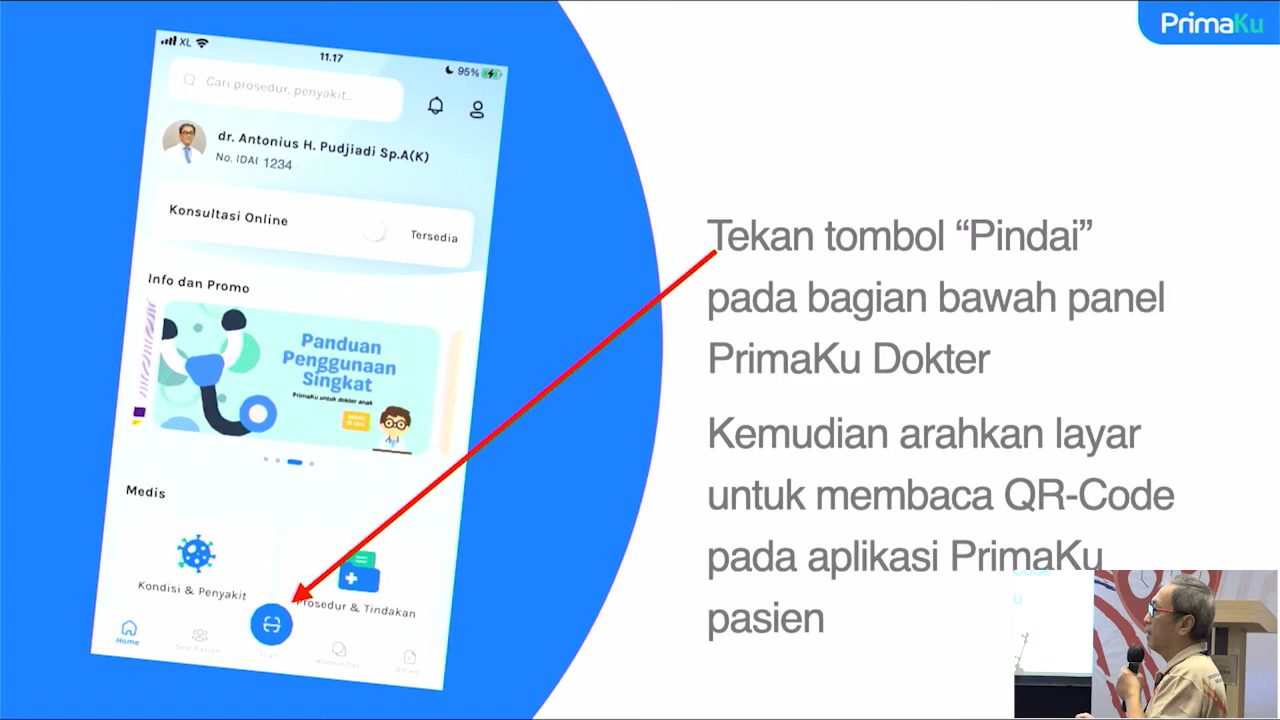 PrimaKu
XL
11.17
95%
Cari prosedur, penyakit...
dr. Antonius H. Pudjiadi Sp.A(K)
No. IDAI 1234
Konsultasi Online
Tersedia
Info dan Promo
Panduan
Penggunaan
Singkat
PrimaKu untuk dokter anak
Medis
Kondisi & Penyakit
Prosedur & Tindakan
Home
Tekan tombol “Pindai”
pada bagian bawah panel
PrimaKu Dokter
Kemudian arahkan layar
untuk membaca QR-Code
pada aplikasi PrimaKu
pasien